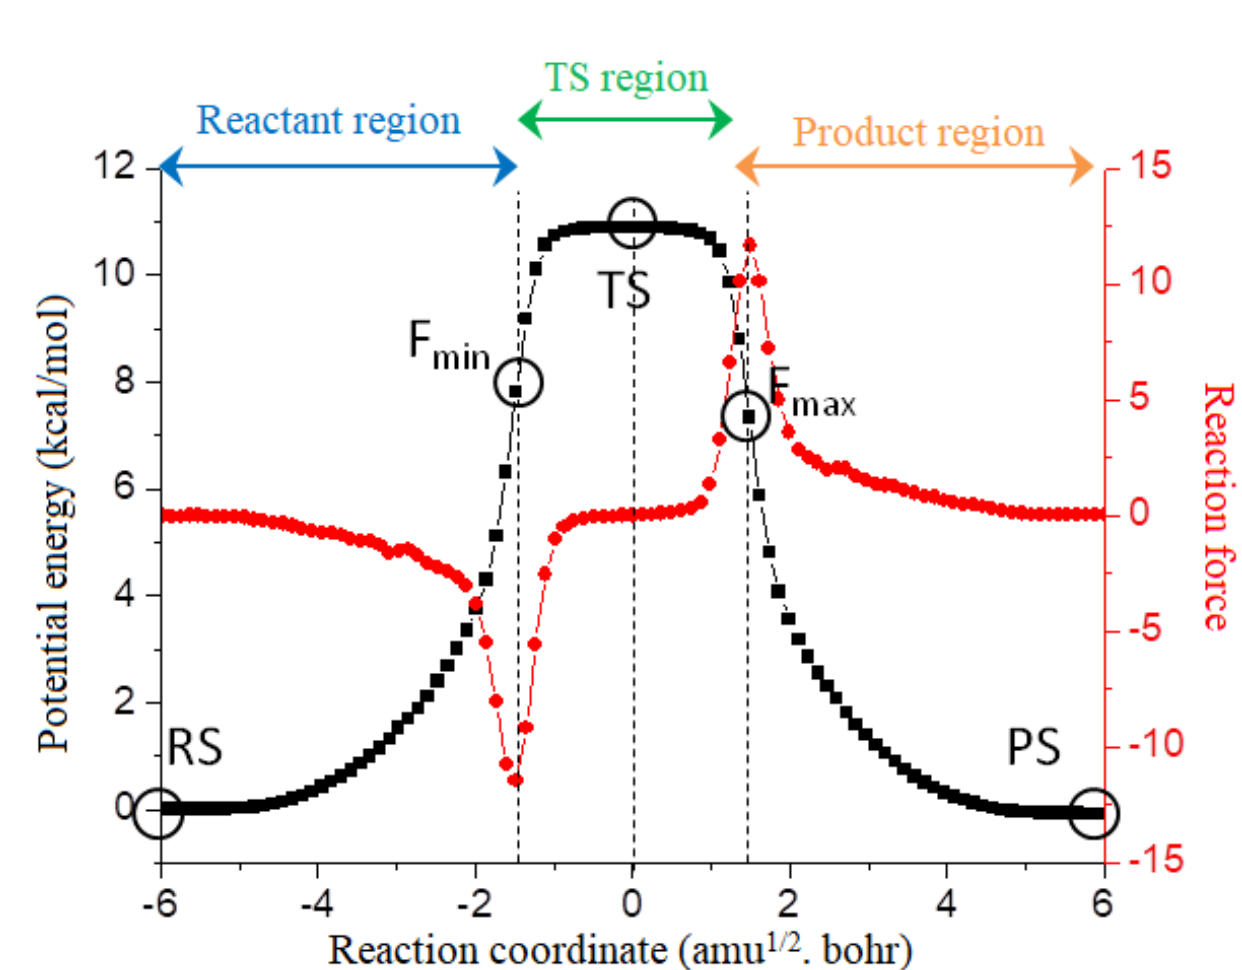 TS region
Reactant region
Product region
12
15
10
10
TS
F min
8
F max
5
6
0
4
-5
2
-10
RS
PS
0
-15
-6
-4
-2
0
2
4
6
Potential energy (kcal/mol)
Reaction force
Reaction coordinate (amu1/2. bohr)